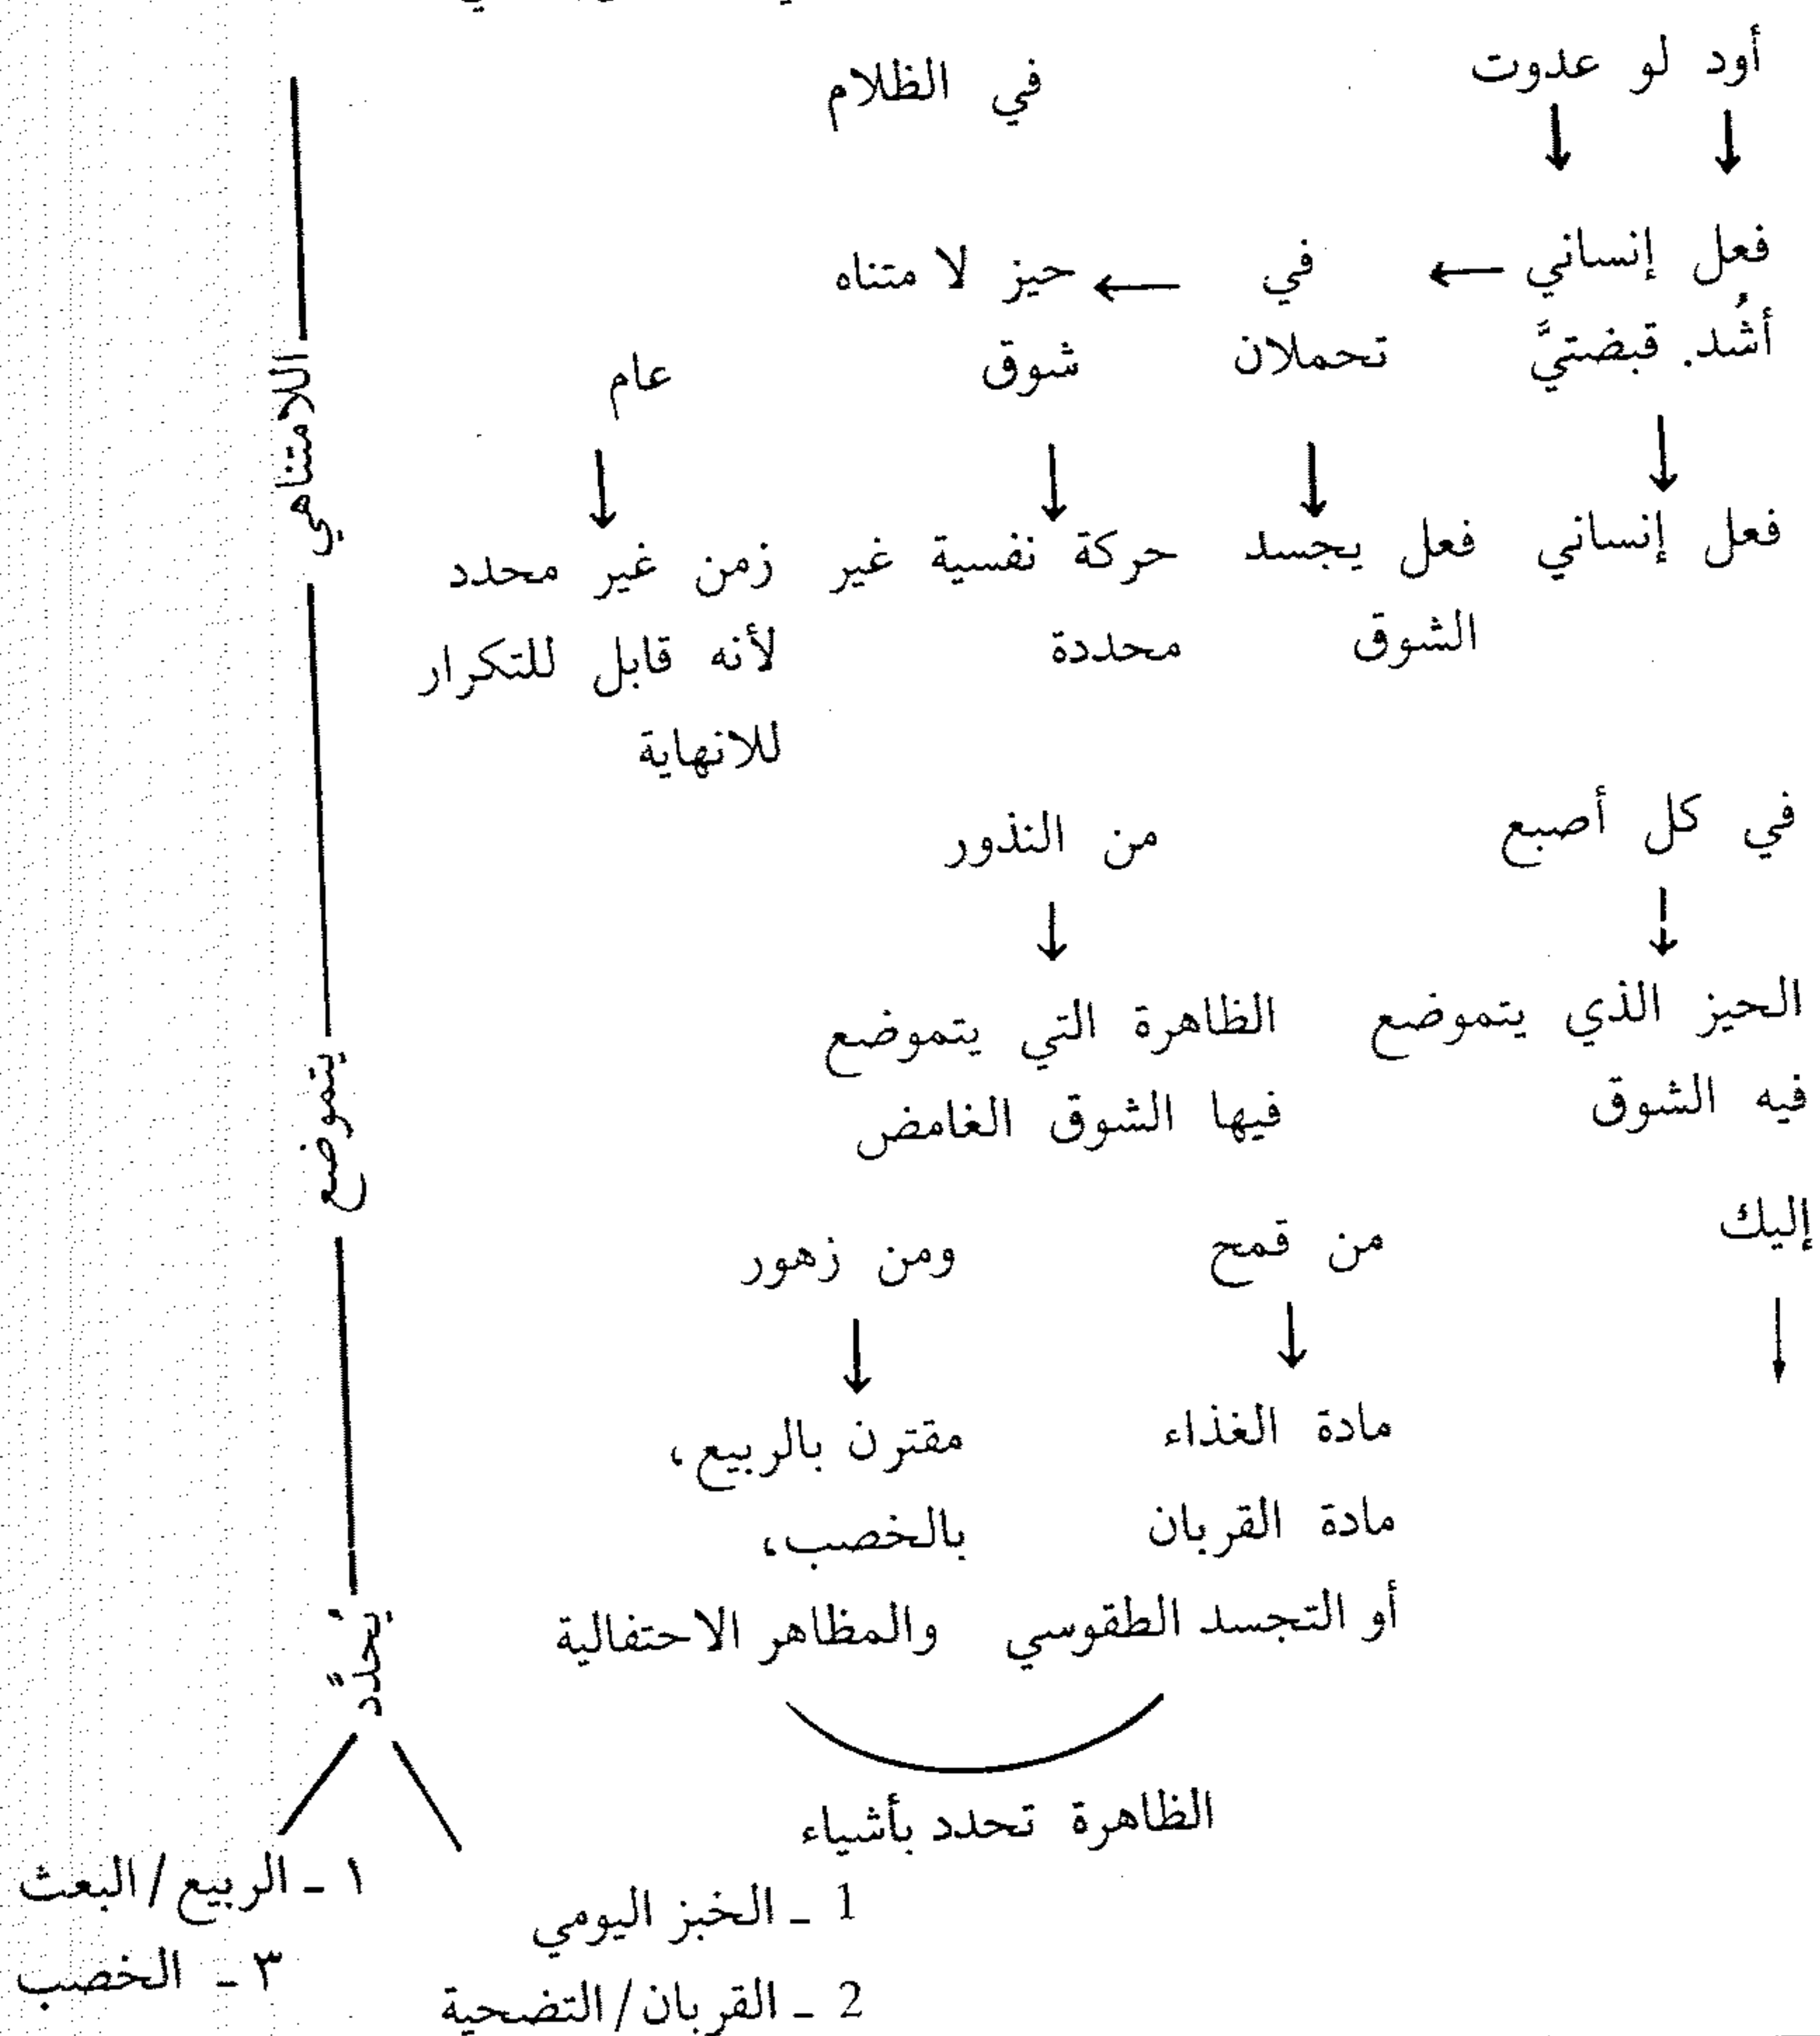 أود لو عدوت في الظلام
فعل إنساني في حيز لا متناه
أشُد. قبضتيَّ تحملان شوق عام
فعل إنساني فعل يجسد حركة نفسية غير زمن غير محدد
الشوق محددة لأنه قابل للتكرار
للانهاية
في كل أصبع من النذور
الحيز الذي يتموضع الظاهرة التي يتموضع
فيه الشوق فيها الشوق الغامض
إليك من قمح ومن زهور
مادة الغذاء مقترن بالربيع،
مادة القربان بالخصب،
أو التجسد الطقوسي والمظاهر الاحتفالية
الظاهرة تحدد بأشياء
1 ـ الخبز اليومي
2 ـ القربان/التضحية
اللامتناهي
يتموضع
يُحدَّد
١ ـ الربيع/البعث
٣ ـ الخصب